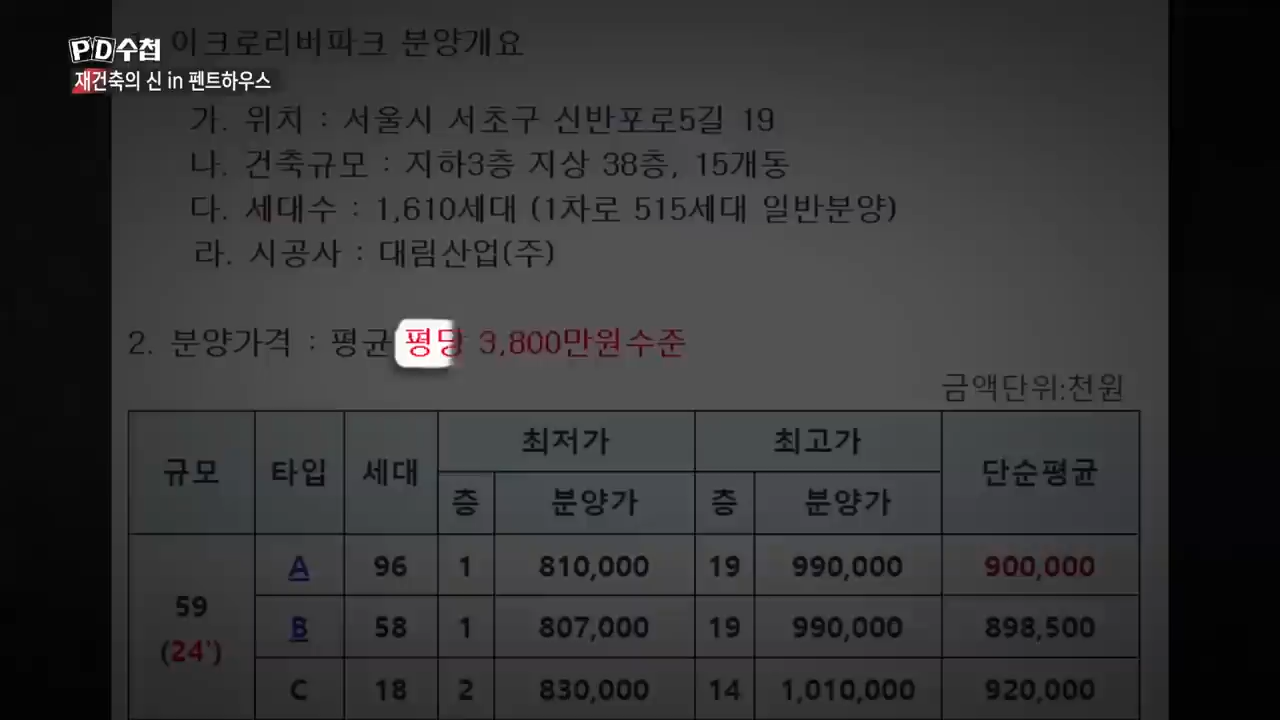 PD수첩
재건축의 신 in 펜트하우스
이크로리버파크 분양개요
가. 위치 : 서울시 서초구 신반포로5길 19
나. 건축규모 : 지하3층 지상 38층, 15개동
다. 세대수 : 1,610세대 (1차로 515세대 일반분양)
라. 시공사 : 대림산업(주)
2. 분양가격 : 평균 평당 3,800만원수준
금액단위:천원
규모 타입 세대 최저가 최고가 단순평균
층 분양가 층 분양가
59 (24') A 96 1 810,000 19 990,000 900,000
B 58 1 807,000 19 990,000 898,500
C 18 2 830,000 14 1,010,000 920,000